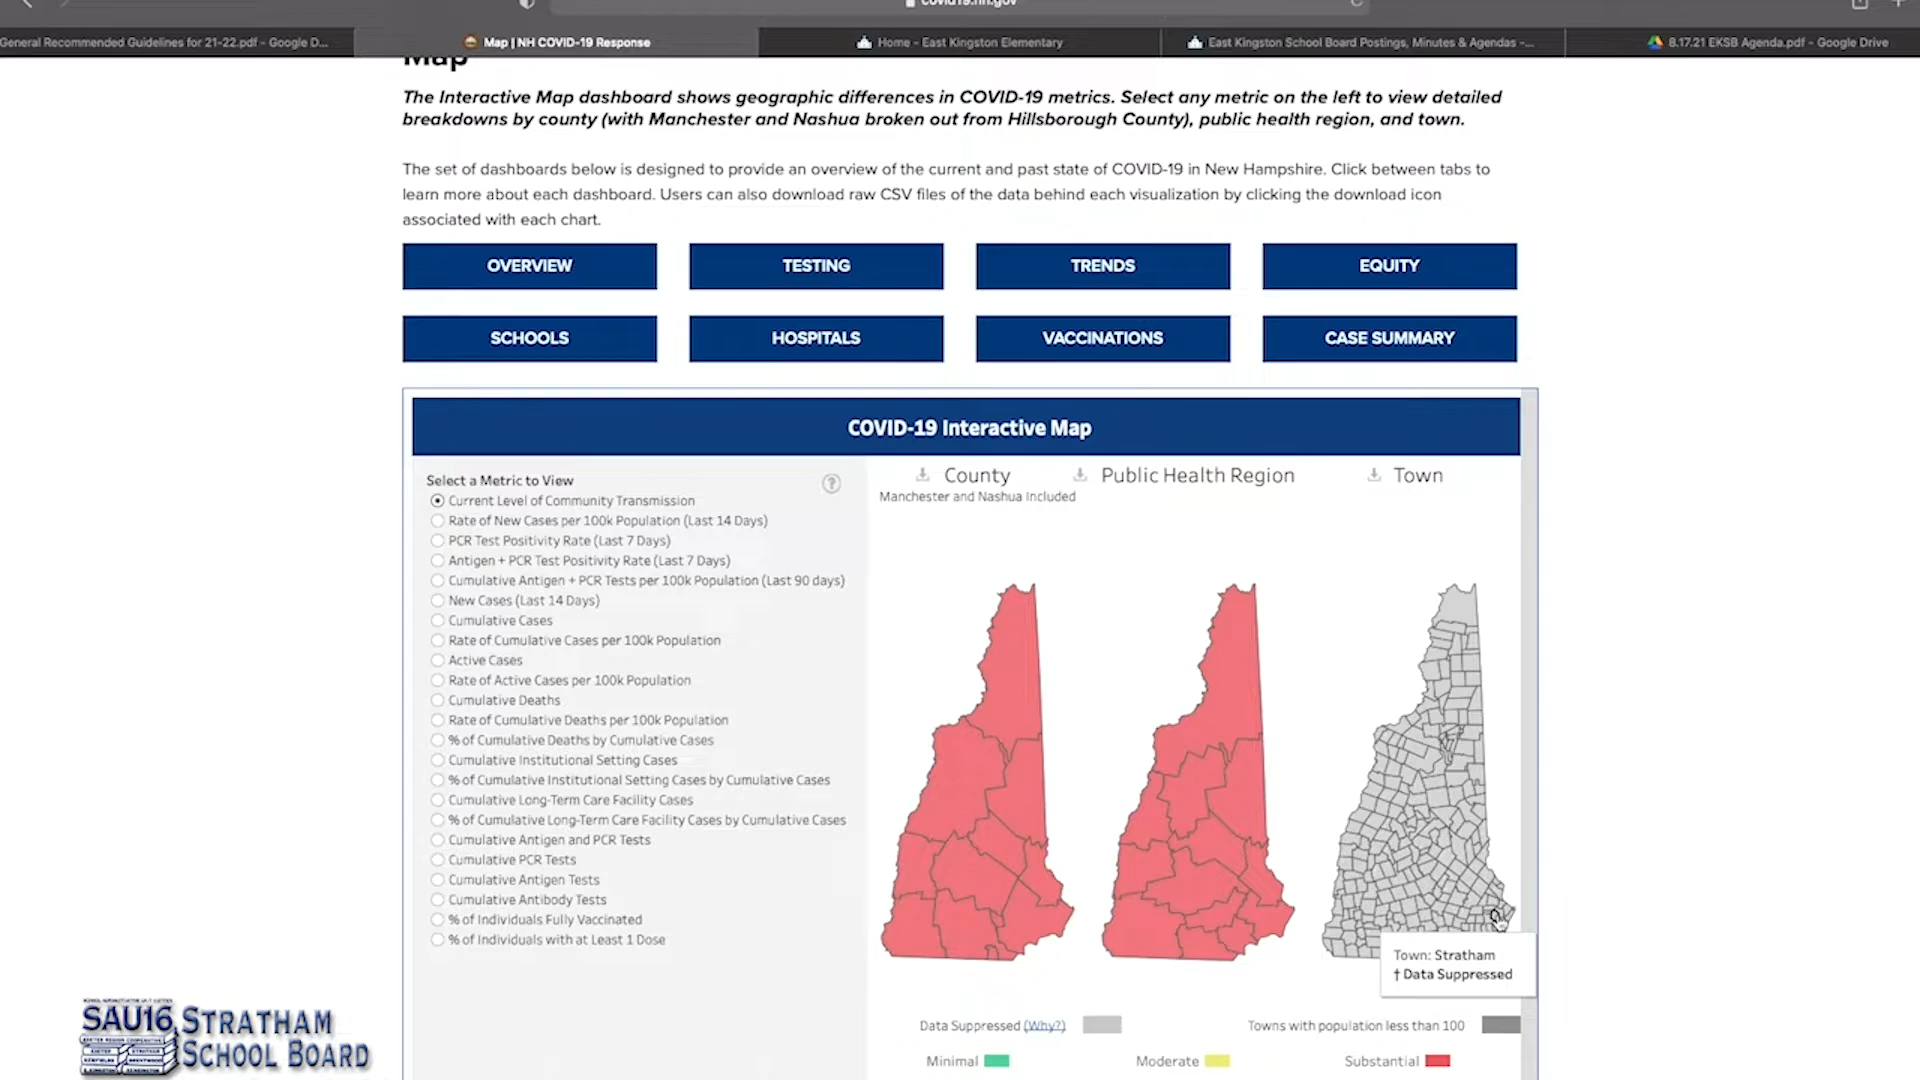 covid19.nh.gov
General Recommended Guidelines for 21-22.pdf - Google D...
Map | NH COVID-19 Response
Home - East Kingston Elementary
East Kingston School Board Postings, Minutes & Agendas -...
8.17.21 EKSB Agenda.pdf - Google Drive
Map
The Interactive Map dashboard shows geographic differences in COVID-19 metrics. Select any metric on the left to view detailed
breakdowns by county (with Manchester and Nashua broken out from Hillsborough County), public health region, and town.
The set of dashboards below is designed to provide an overview of the current and past state of COVID-19 in New Hampshire. Click between tabs to
learn more about each dashboard. Users can also download raw CSV files of the data behind each visualization by clicking the download icon
associated with each chart.
OVERVIEW
TESTING
TRENDS
EQUITY
SCHOOLS
HOSPITALS
VACCINATIONS
CASE SUMMARY
COVID-19 Interactive Map
Select a Metric to View
?
Current Level of Community Transmission
Rate of New Cases per 100k Population (Last 14 Days)
PCR Test Positivity Rate (Last 7 Days)
Antigen + PCR Test Positivity Rate (Last 7 Days)
Cumulative Antigen + PCR Tests per 100k Population (Last 90 days)
New Cases (Last 14 Days)
Cumulative Cases
Rate of Cumulative Cases per 100k Population
Active Cases
Rate of Active Cases per 100k Population
Cumulative Deaths
Rate of Cumulative Deaths per 100k Population
% of Cumulative Deaths by Cumulative Cases
Cumulative Institutional Setting Cases
% of Cumulative Institutional Setting Cases by Cumulative Cases
Cumulative Long-Term Care Facility Cases
% of Cumulative Long-Term Care Facility Cases by Cumulative Cases
Cumulative Antigen and PCR Tests
Cumulative PCR Tests
Cumulative Antigen Tests
Cumulative Antibody Tests
% of Individuals Fully Vaccinated
% of Individuals with at Least 1 Dose
County
Manchester and Nashua Included
Public Health Region
Town
Town: Stratham
† Data Suppressed
Data Suppressed (Why?)
Towns with population less than 100
Minimal
Moderate
Substantial
SAU16
STRATHAM
SCHOOL BOARD